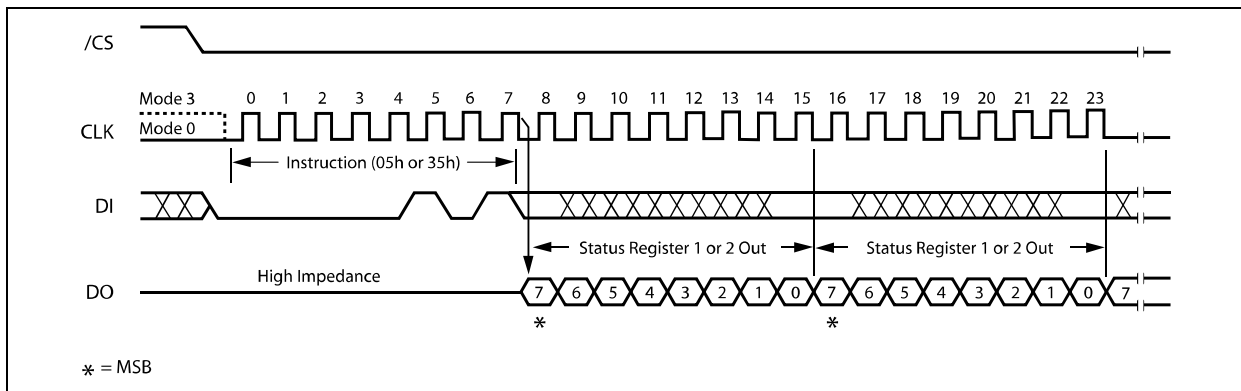 /CS
Mode 3 0 1 2 3 4 5 6 7 8 9 10 11 12 13 14 15 16 17 18 19 20 21 22 23
CLK Mode 0
Instruction (05h or 35h)
DI
Status Register 1 or 2 Out Status Register 1 or 2 Out
High Impedance
DO 7 6 5 4 3 2 1 0 7 6 5 4 3 2 1 0 7
* *
* = MSB